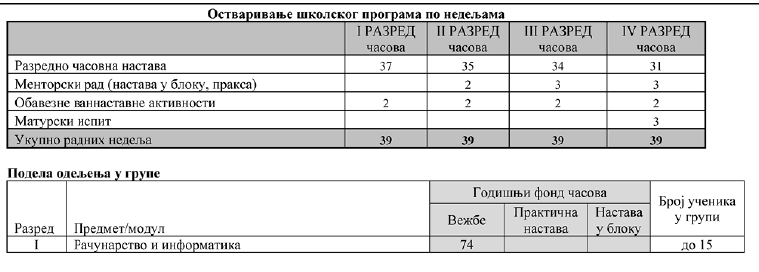 Остваривање школског програма по недељама
I РАЗРЕД II РАЗРЕД III РАЗРЕД IV РАЗРЕД
часова часова часова часова
Разредно часовна настава 37 35 34 31
Менторски рад (настава у блоку, пракса) 2 3 3
Обавезне ваннаставне активности 2 2 2 2
Матурски испит 3
Укупно радних недеља 39 39 39 39
Подела одељења у групе
Разред Предмет/модул Годишњи фонд часова Број ученика у групи
Вежбе Практична настава Настава у блоку
I Рачунарство и информатика 74 до 15